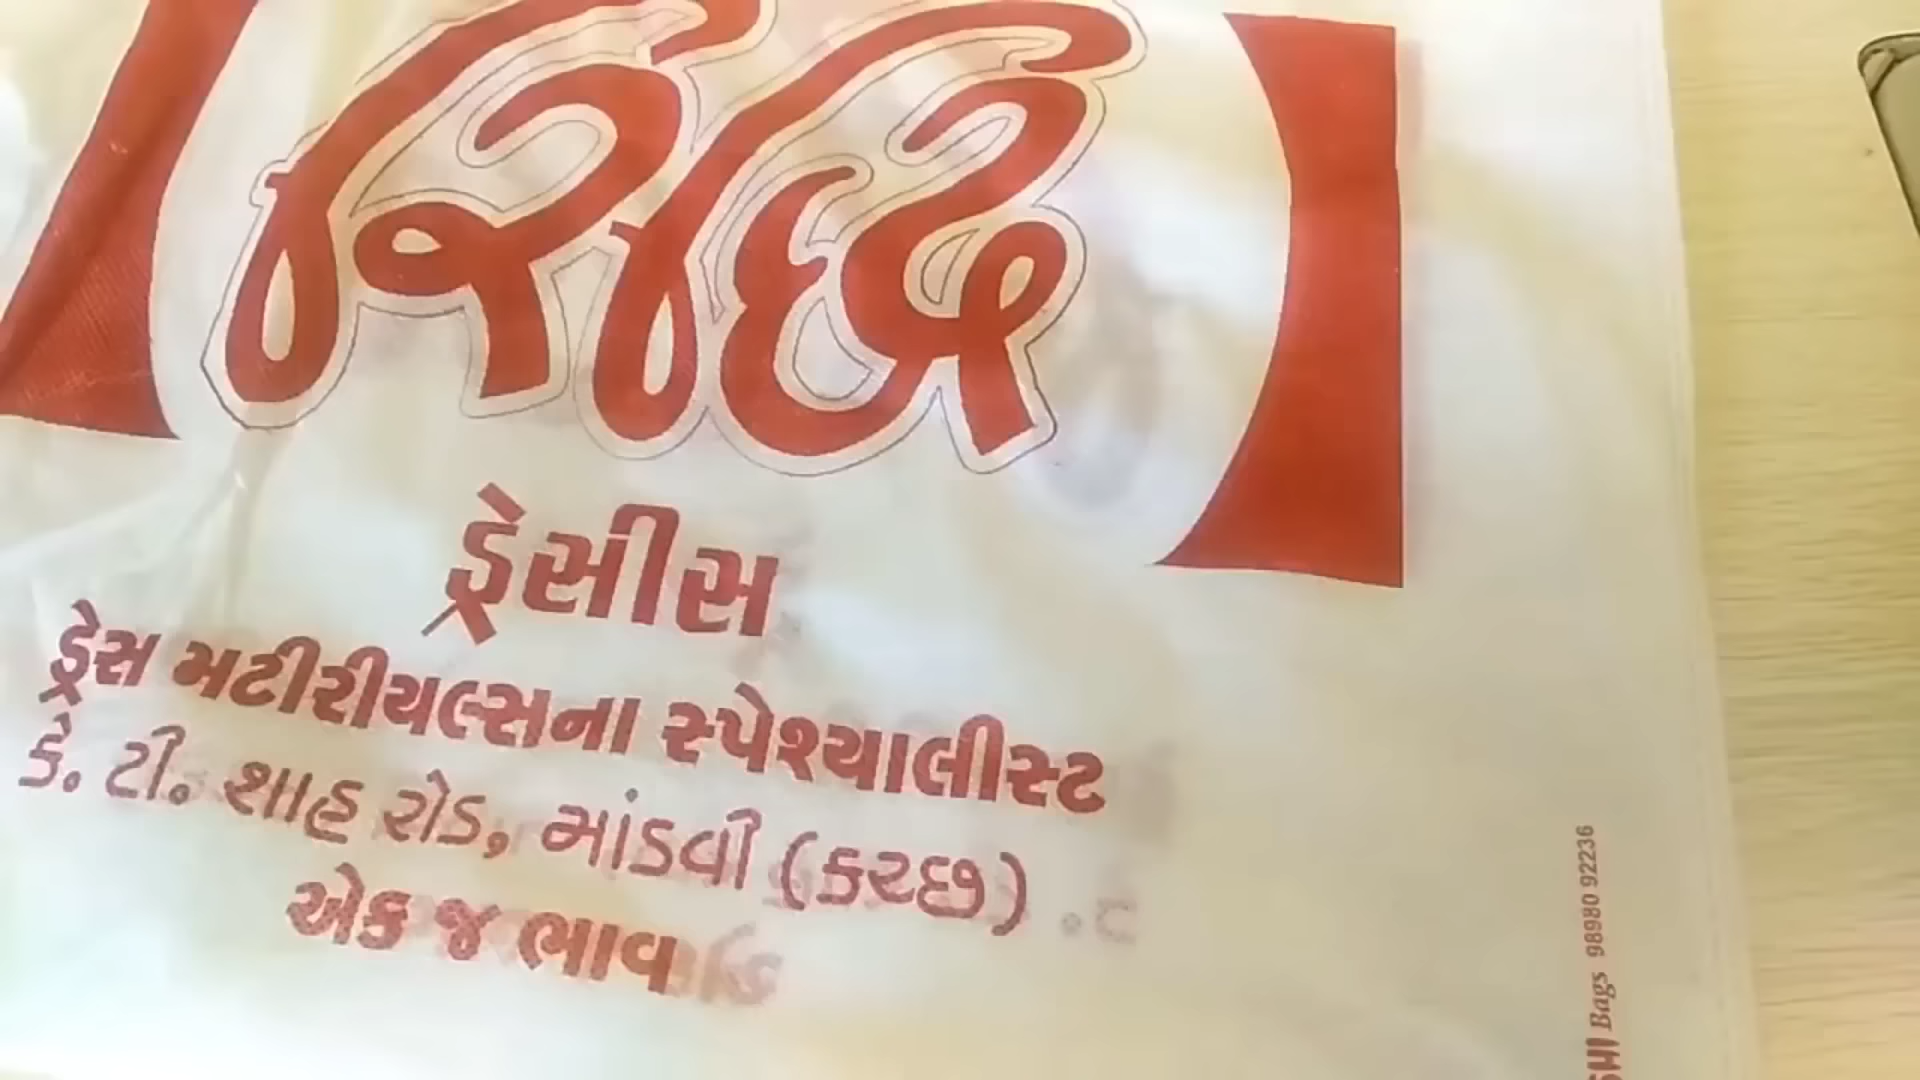 રિદ્ધિ
ડ્રેસીસ
ડ્રેસ મટીરીયલ્સના સ્પેશ્યાલીસ્ટ
કે. ટી. શાહ રોડ, માંડવી (કચ્છ)
એક જ ભાવ
Bags 98980 92236